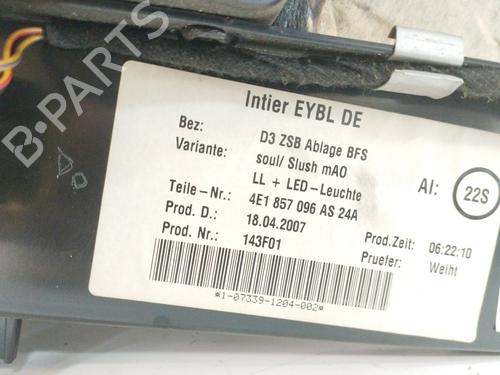 B-PARTS
Intier EYBL DE
Bez: D3 ZSB Ablage BFS
Variante: soul/ Slush mAO
LL + LED-Leuchte
AI: 22S
Teile-Nr.: 4E1 857 096 AS 24A
Prod. D.: 18.04.2007
Prod.Zeit: 06:22:10
Prod. Nr.: 143F01
Pruefer: Weiht
*1-07339-1204-002*